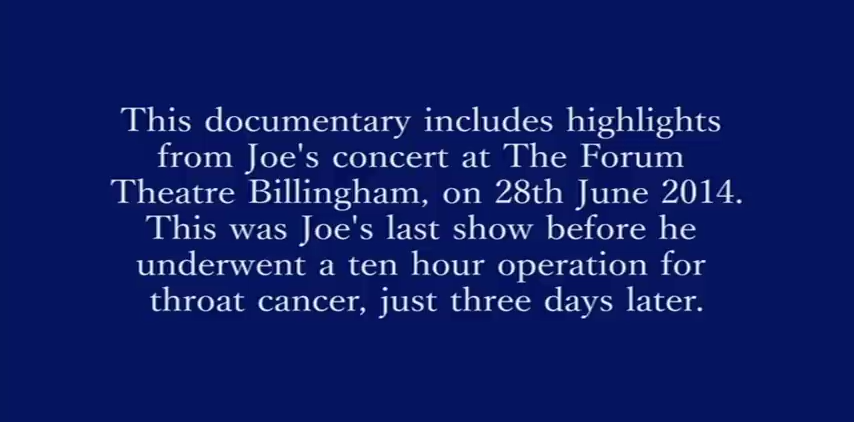 This documentary includes highlights
from Joe's concert at The Forum
Theatre Billingham, on 28th June 2014.
This was Joe's last show before he
underwent a ten hour operation for
throat cancer, just three days later.